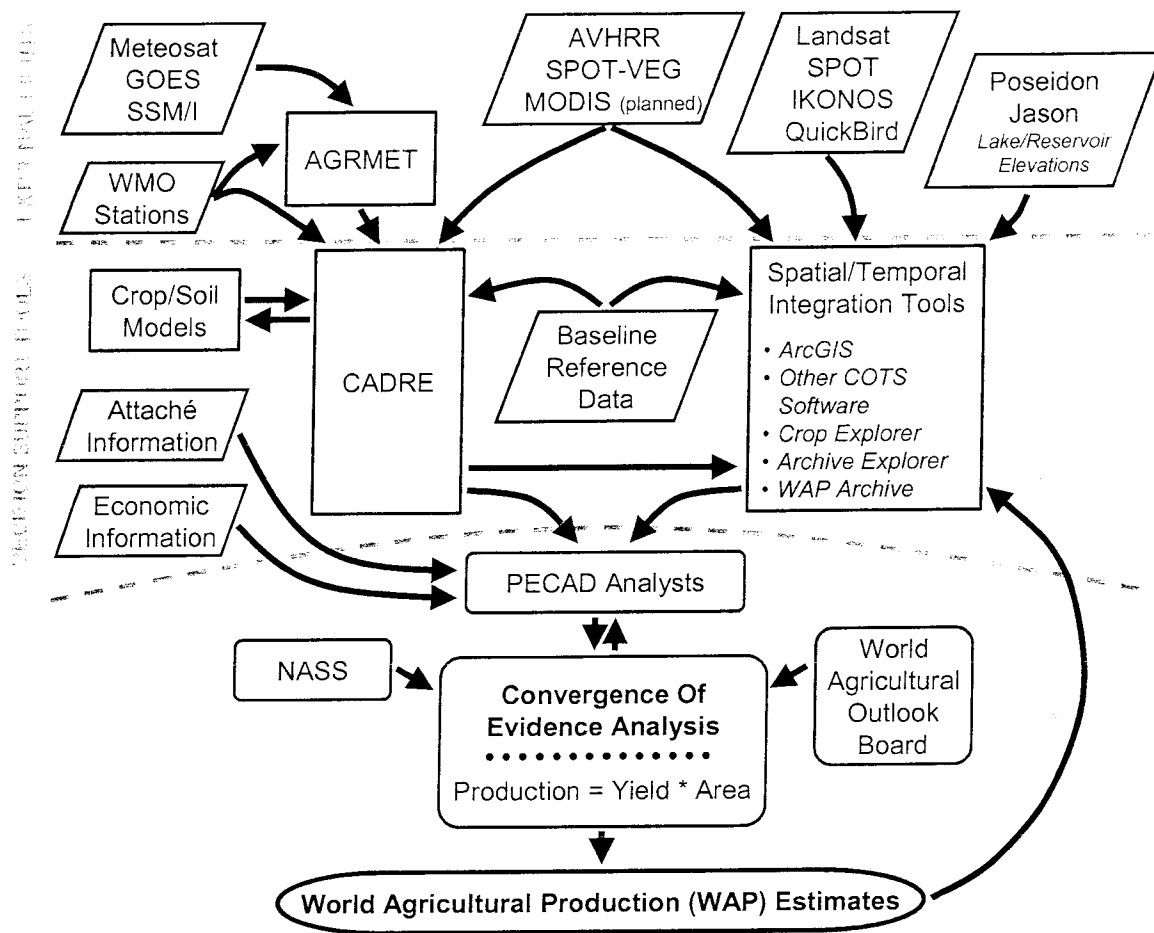 Meteosat
GOES
SSM/I
AVHRR
SPOT-VEG
MODIS (planned)
Landsat
SPOT
IKONOS
QuickBird
Poseidon
Jason
Lake/Reservoir
Elevations
AGRMET
WMO
Stations
Crop/Soil
Models
CADRE
Baseline
Reference
Data
Spatial/Temporal
Integration Tools
• ArcGIS
• Other COTS
Software
• Crop Explorer
• Archive Explorer
• WAP Archive
Attaché
Information
Economic
Information
DECISION SUPPORT TOOLS
PECAD Analysts
NASS
Convergence Of
Evidence Analysis
Production = Yield * Area
World
Agricultural
Outlook
Board
World Agricultural Production (WAP) Estimates